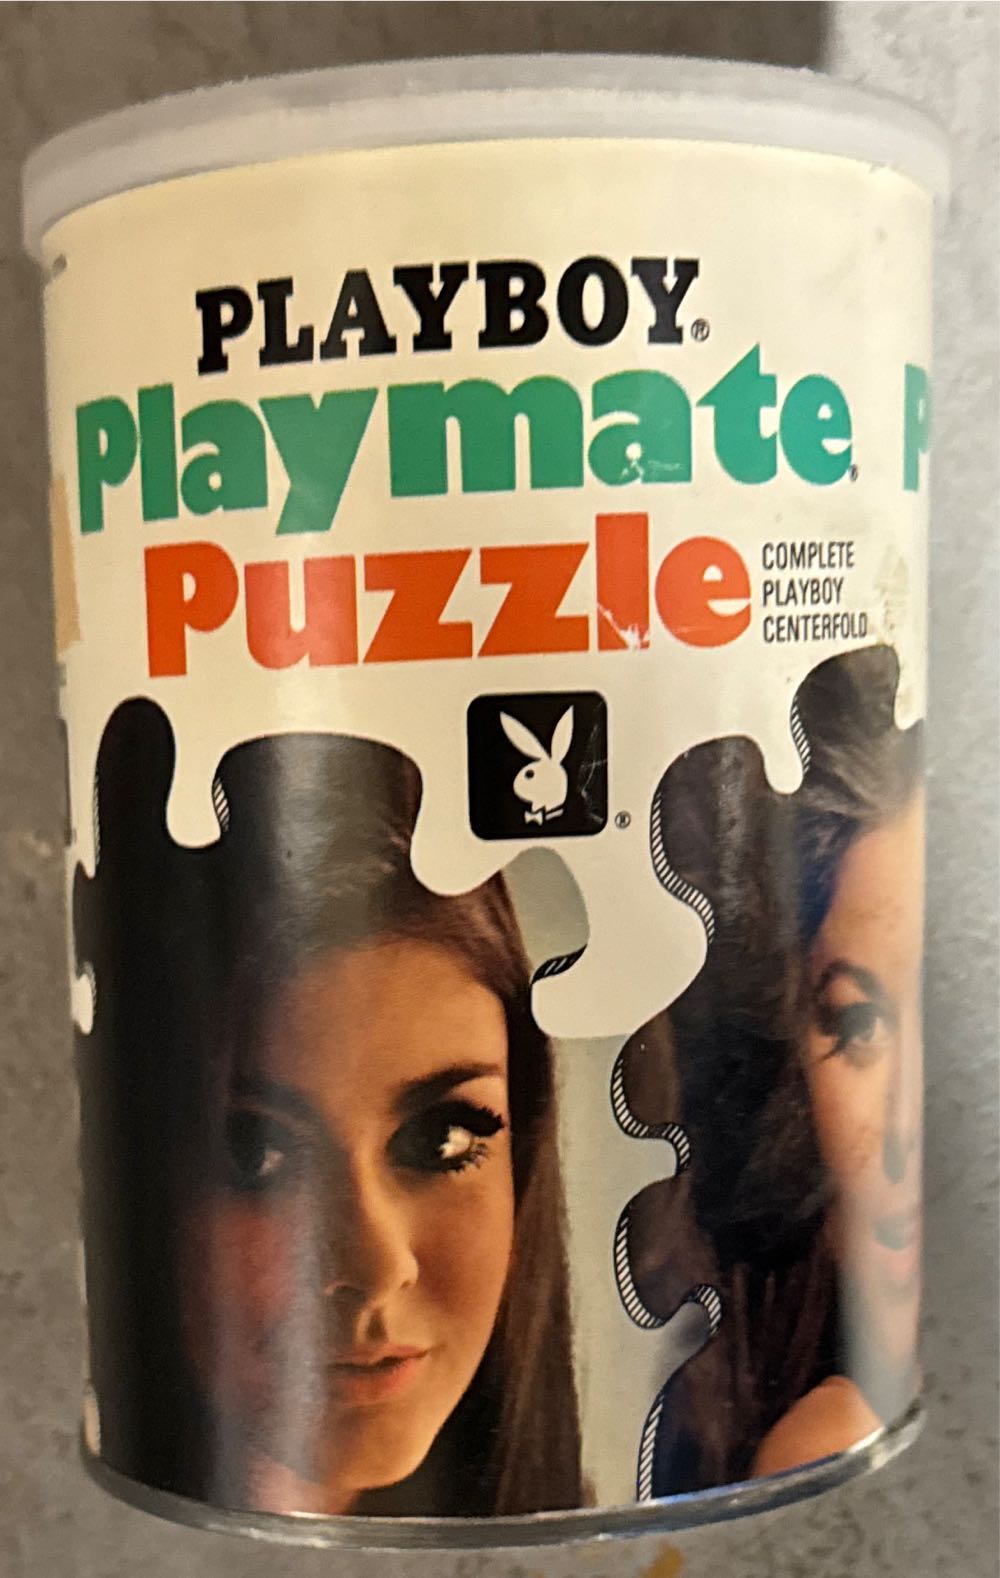 PLAYBOY®
Playmate®
Puzzle
COMPLETE
PLAYBOY
CENTERFOLD
®